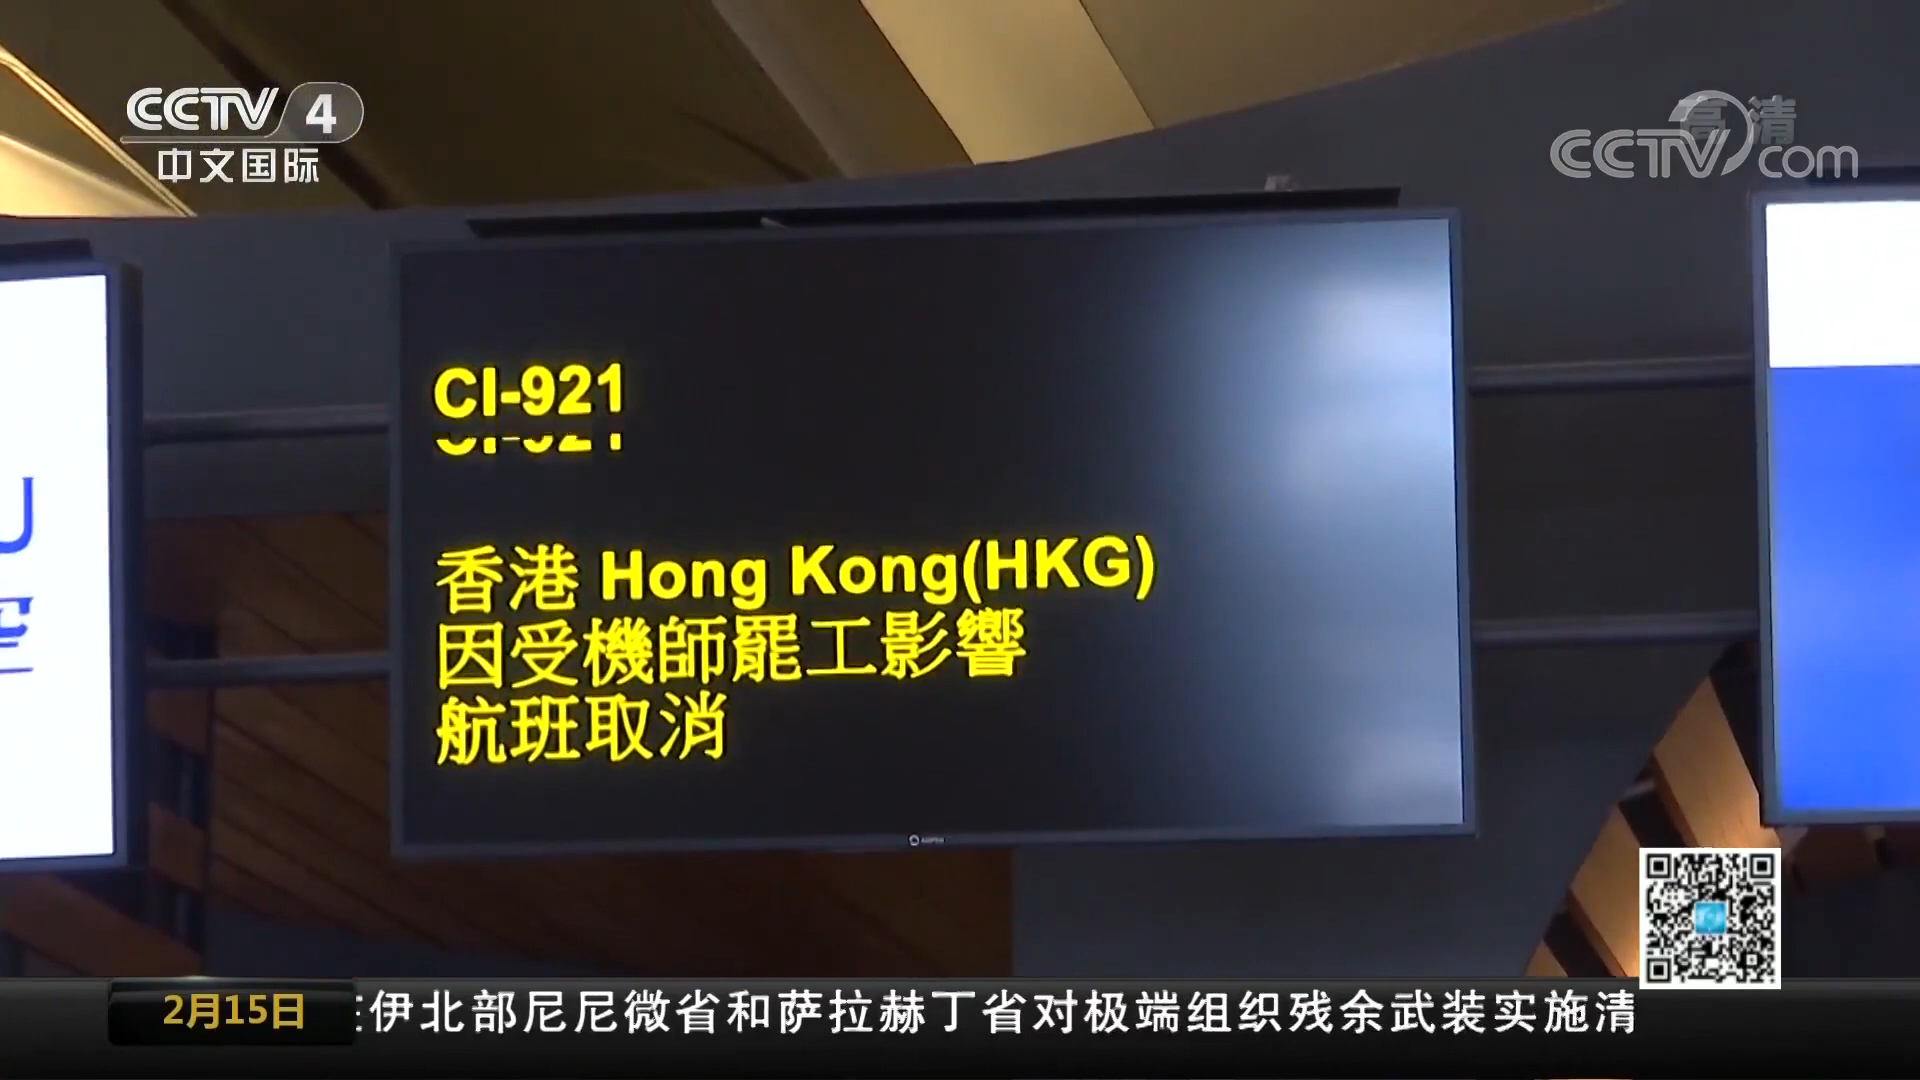 CCTV 4
中文国际
高清
CCTV com
CI-921
香港 Hong Kong(HKG)
因受機師罷工影響
航班取消
U
2月15日
伊北部尼尼微省和萨拉赫丁省对极端组织残余武装实施清